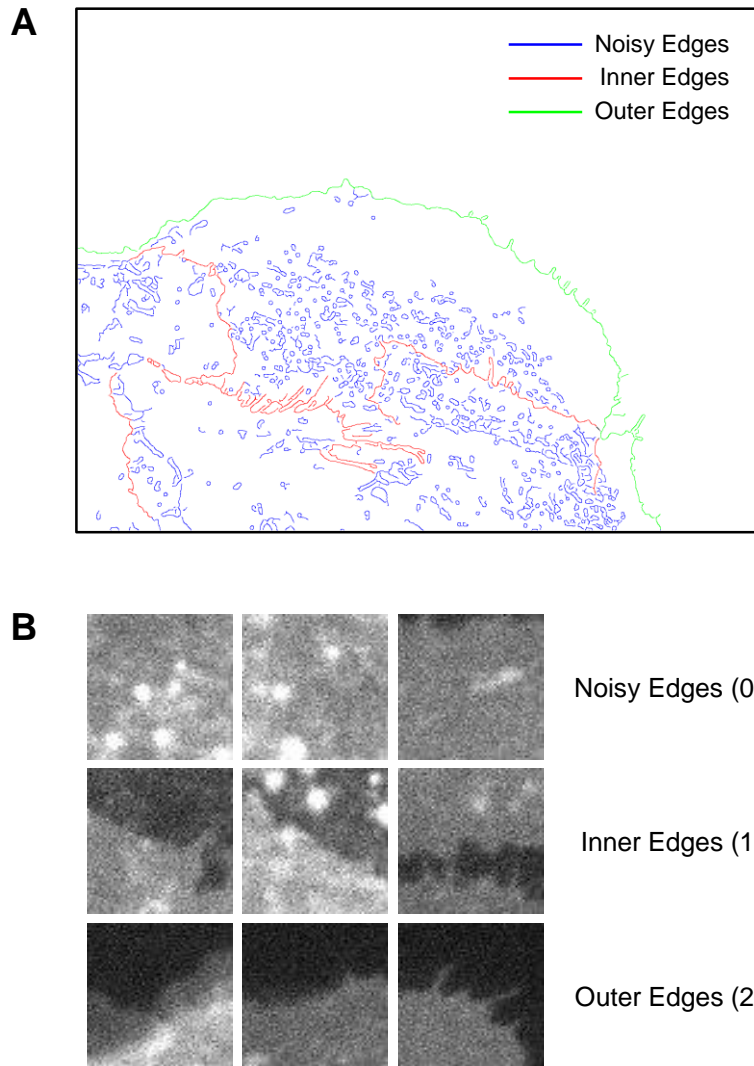 A
Noisy Edges
Inner Edges
Outer Edges
B
Noisy Edges (0
Inner Edges (1
Outer Edges (2